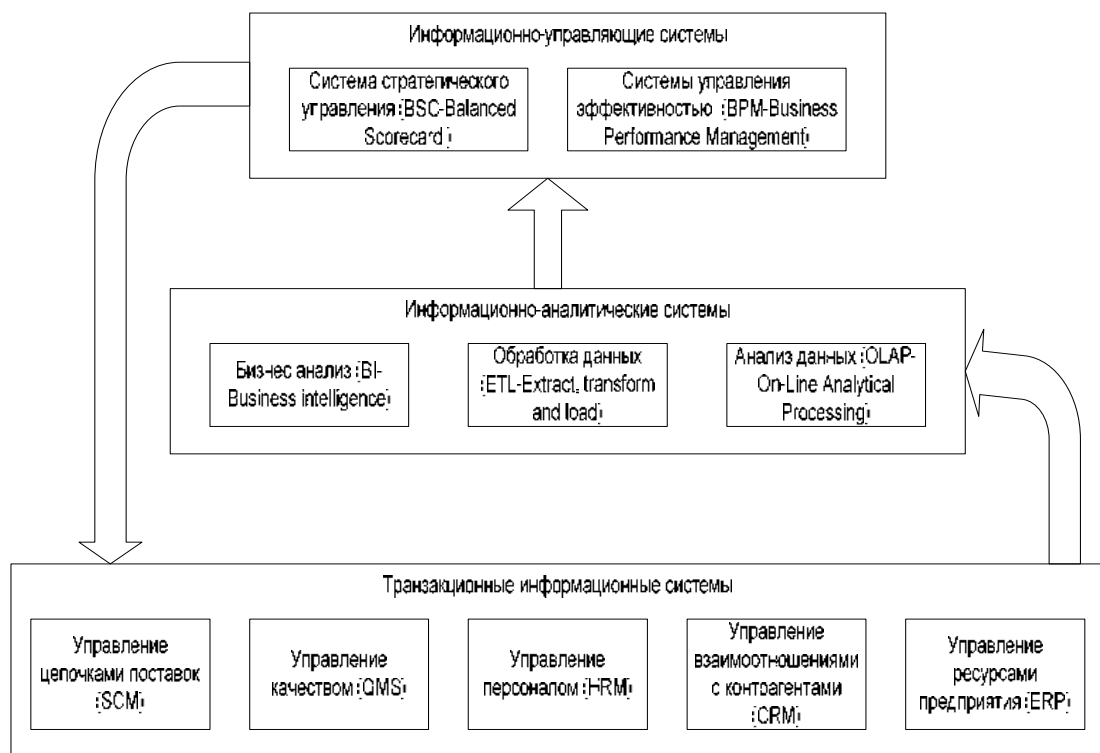 Информационно-управляющие системы
Система стратегического
управления (BSC-Balanced
Scorecard)
Системы управления
эффективностью (BPM-Business
Performance Management)
Информационно-аналитические системы
Бизнес анализ (BI-
Business intelligence)
Обработка данных
(ETL-Extract, transform
and load)
Анализ данных (OLAP-
On-Line Analytical
Processing)
Транзакционные информационные системы
Управление
цепочками поставок
(SCM)
Управление
качеством (QMS)
Управление
персоналом (HRM)
Управление
взаимоотношениями
с контрагентами
(CRM)
Управление
ресурсами
предприятия (ERP)